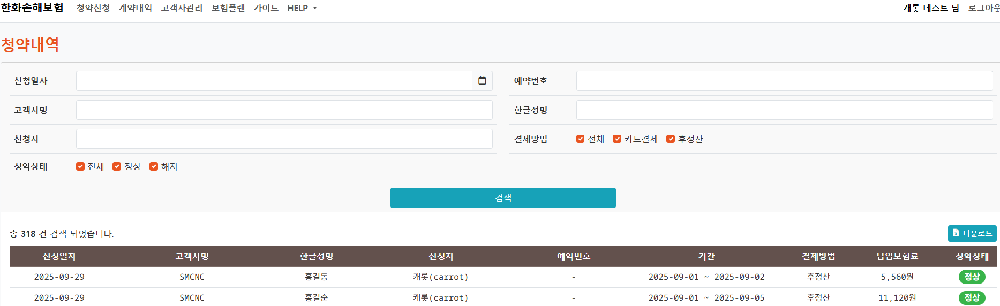 한화손해보험 청약신청 계약내역 고객사관리 보험플랜 가이드 HELP 캐롯 테스트 님 로그아웃
청약내역
신청일자 예약번호
고객사명 한글성명
신청자 결제방법 전체 카드결제 후정산
청약상태 전체 정상 해지
검색
총 318 건 검색 되었습니다. 다운로드
신청일자 고객사명 한글성명 신청자 예약번호 기간 결제방법 납입보험료 청약상태
2025-09-29 SMCNC 홍길동 캐롯(carrot) - 2025-09-01 ~ 2025-09-02 후정산 5,560원 정상
2025-09-29 SMCNC 홍길순 캐롯(carrot) - 2025-09-01 ~ 2025-09-05 후정산 11,120원 정상